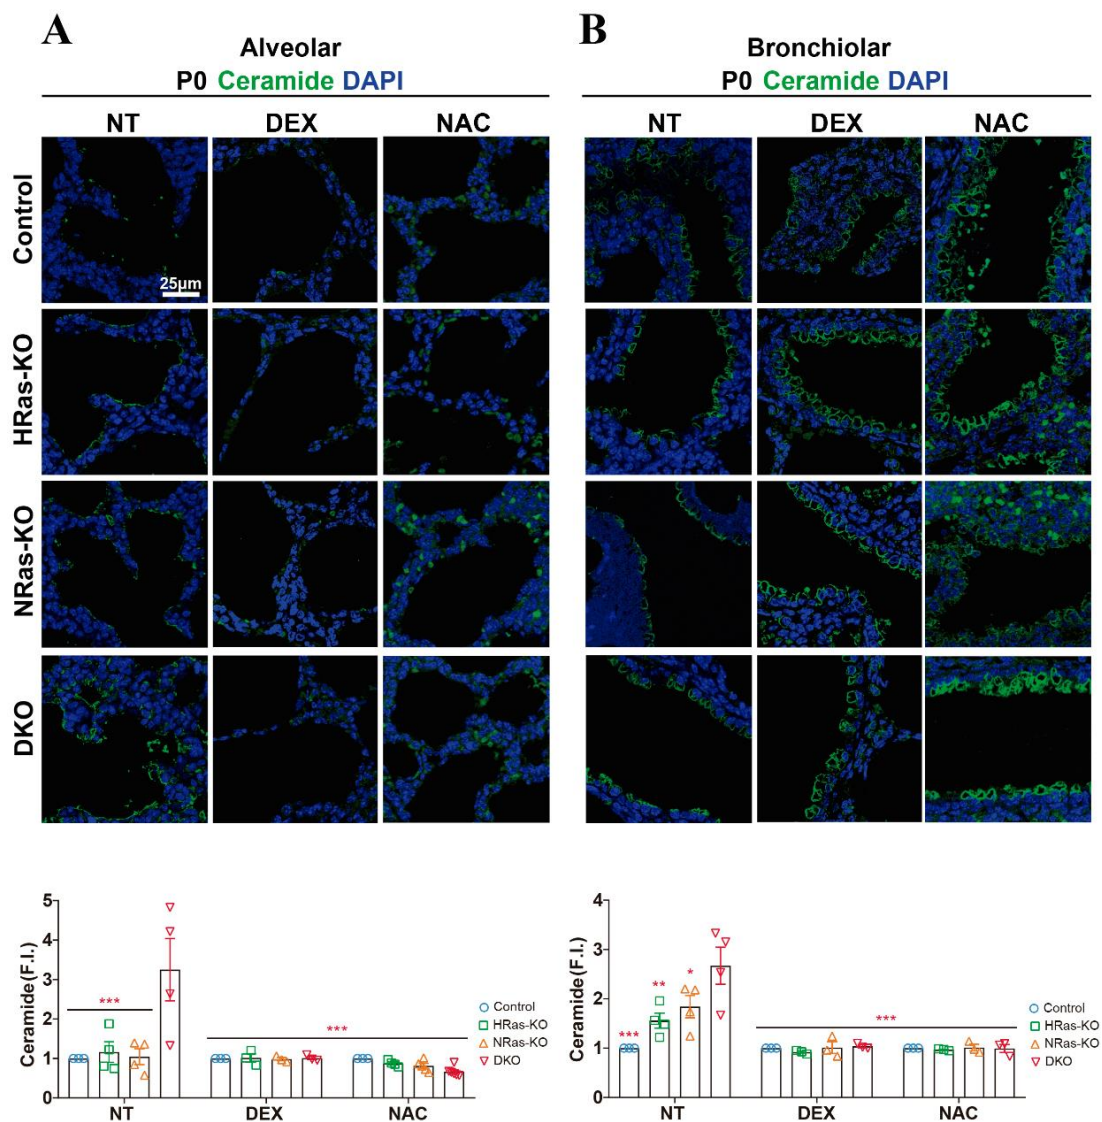 A
Alveolar
P0 Ceramide DAPI
NT DEX NAC
Control
25µm
HRas-KO
NRas-KO
DKO
B
Bronchiolar
P0 Ceramide DAPI
NT DEX NAC
Ceramide (F.I.)
5
4
3
2
1
0
***
***
NT DEX NAC
Control
HRas-KO
NRas-KO
DKO
Ceramide (F.I.)
4
3
2
1
0
***
**
*
***
NT DEX NAC
Control
HRas-KO
NRas-KO
DKO